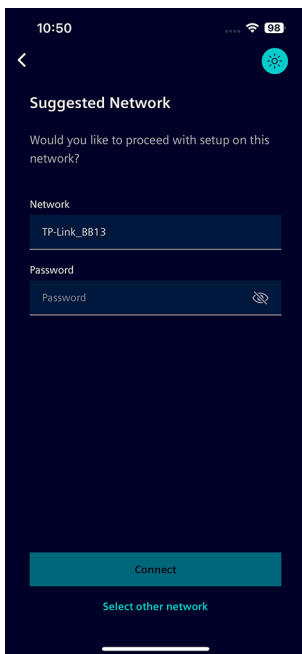 10:50
98
Suggested Network
Would you like to proceed with setup on this
network?
Network
TP-Link_BB13
Password
Password
Connect
Select other network